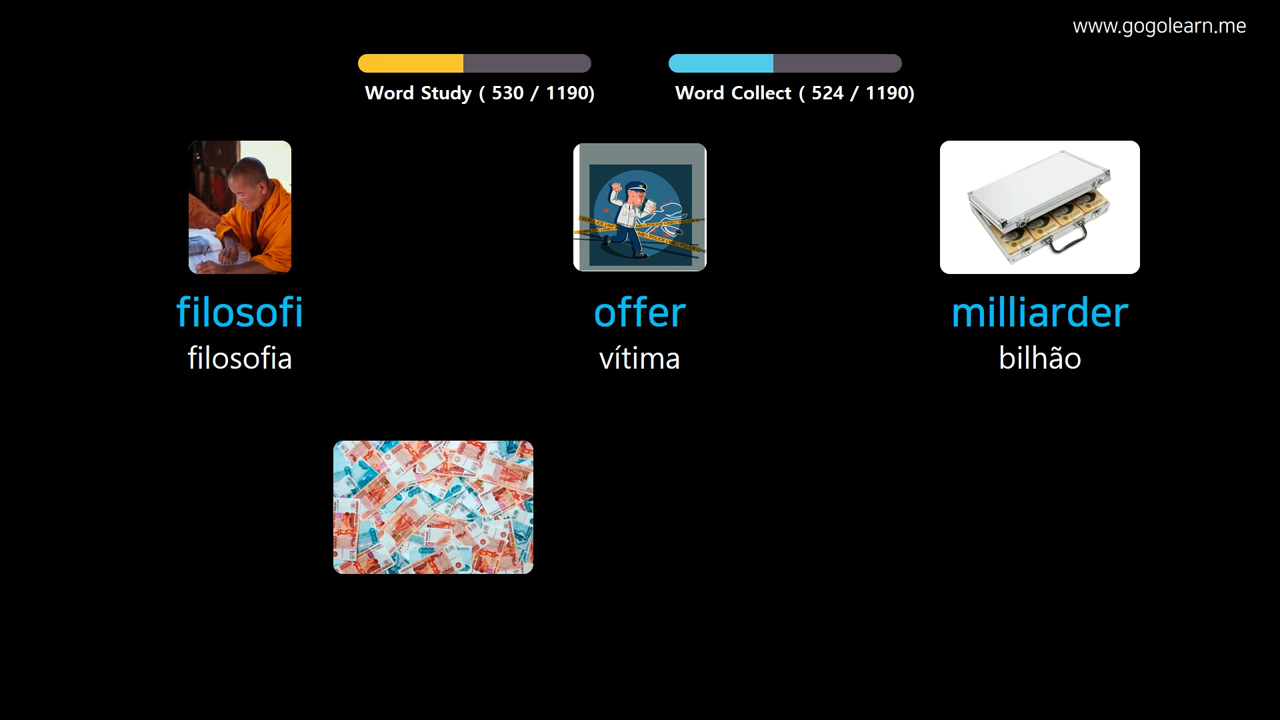 www.gogolearn.me
Word Study ( 530 / 1190)
Word Collect ( 524 / 1190)
filosofi
filosofia
offer
vítima
milliarder
bilhão